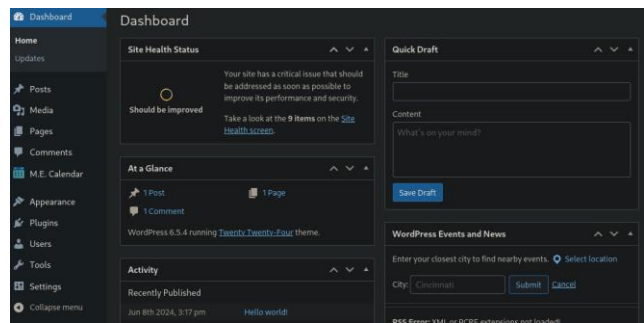 Dashboard
Home
Updates
Posts
Media
Pages
Comments
M.E. Calendar
Appearance
Plugins
Users
Tools
Settings
Collapse menu
Dashboard
Site Health Status
Should be improved
Your site has a critical issue that should
be addressed as soon as possible to
improve its performance and security.
Take a look at the 9 items on the Site
Health screen.
At a Glance
1 Post
1 Page
1 Comment
WordPress 6.5.4 running Twenty Twenty-Four theme.
Activity
Recently Published
Jun 8th 2024, 3:17 pm Hello world!
Quick Draft
Title
Content
What's on your mind?
Save Draft
WordPress Events and News
Enter your closest city to find nearby events. Select location
City: Cincinnati Submit Cancel
RSS Error: XML or PCRE extensions not loaded!